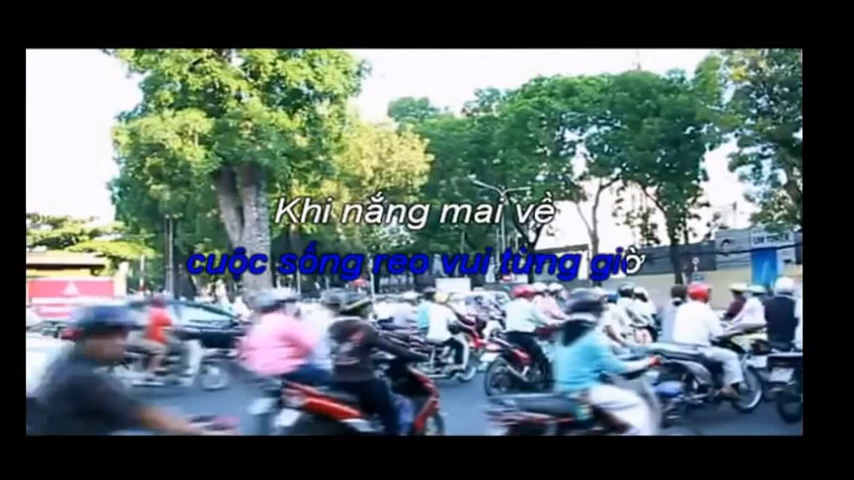 Khi nắng mai về
cuộc sống reo vui từng giờ